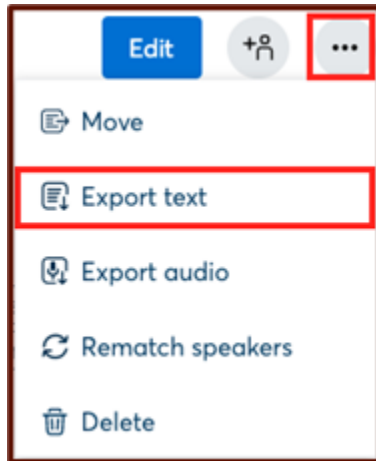 Edit
Move
Export text
Export audio
Rematch speakers
Delete